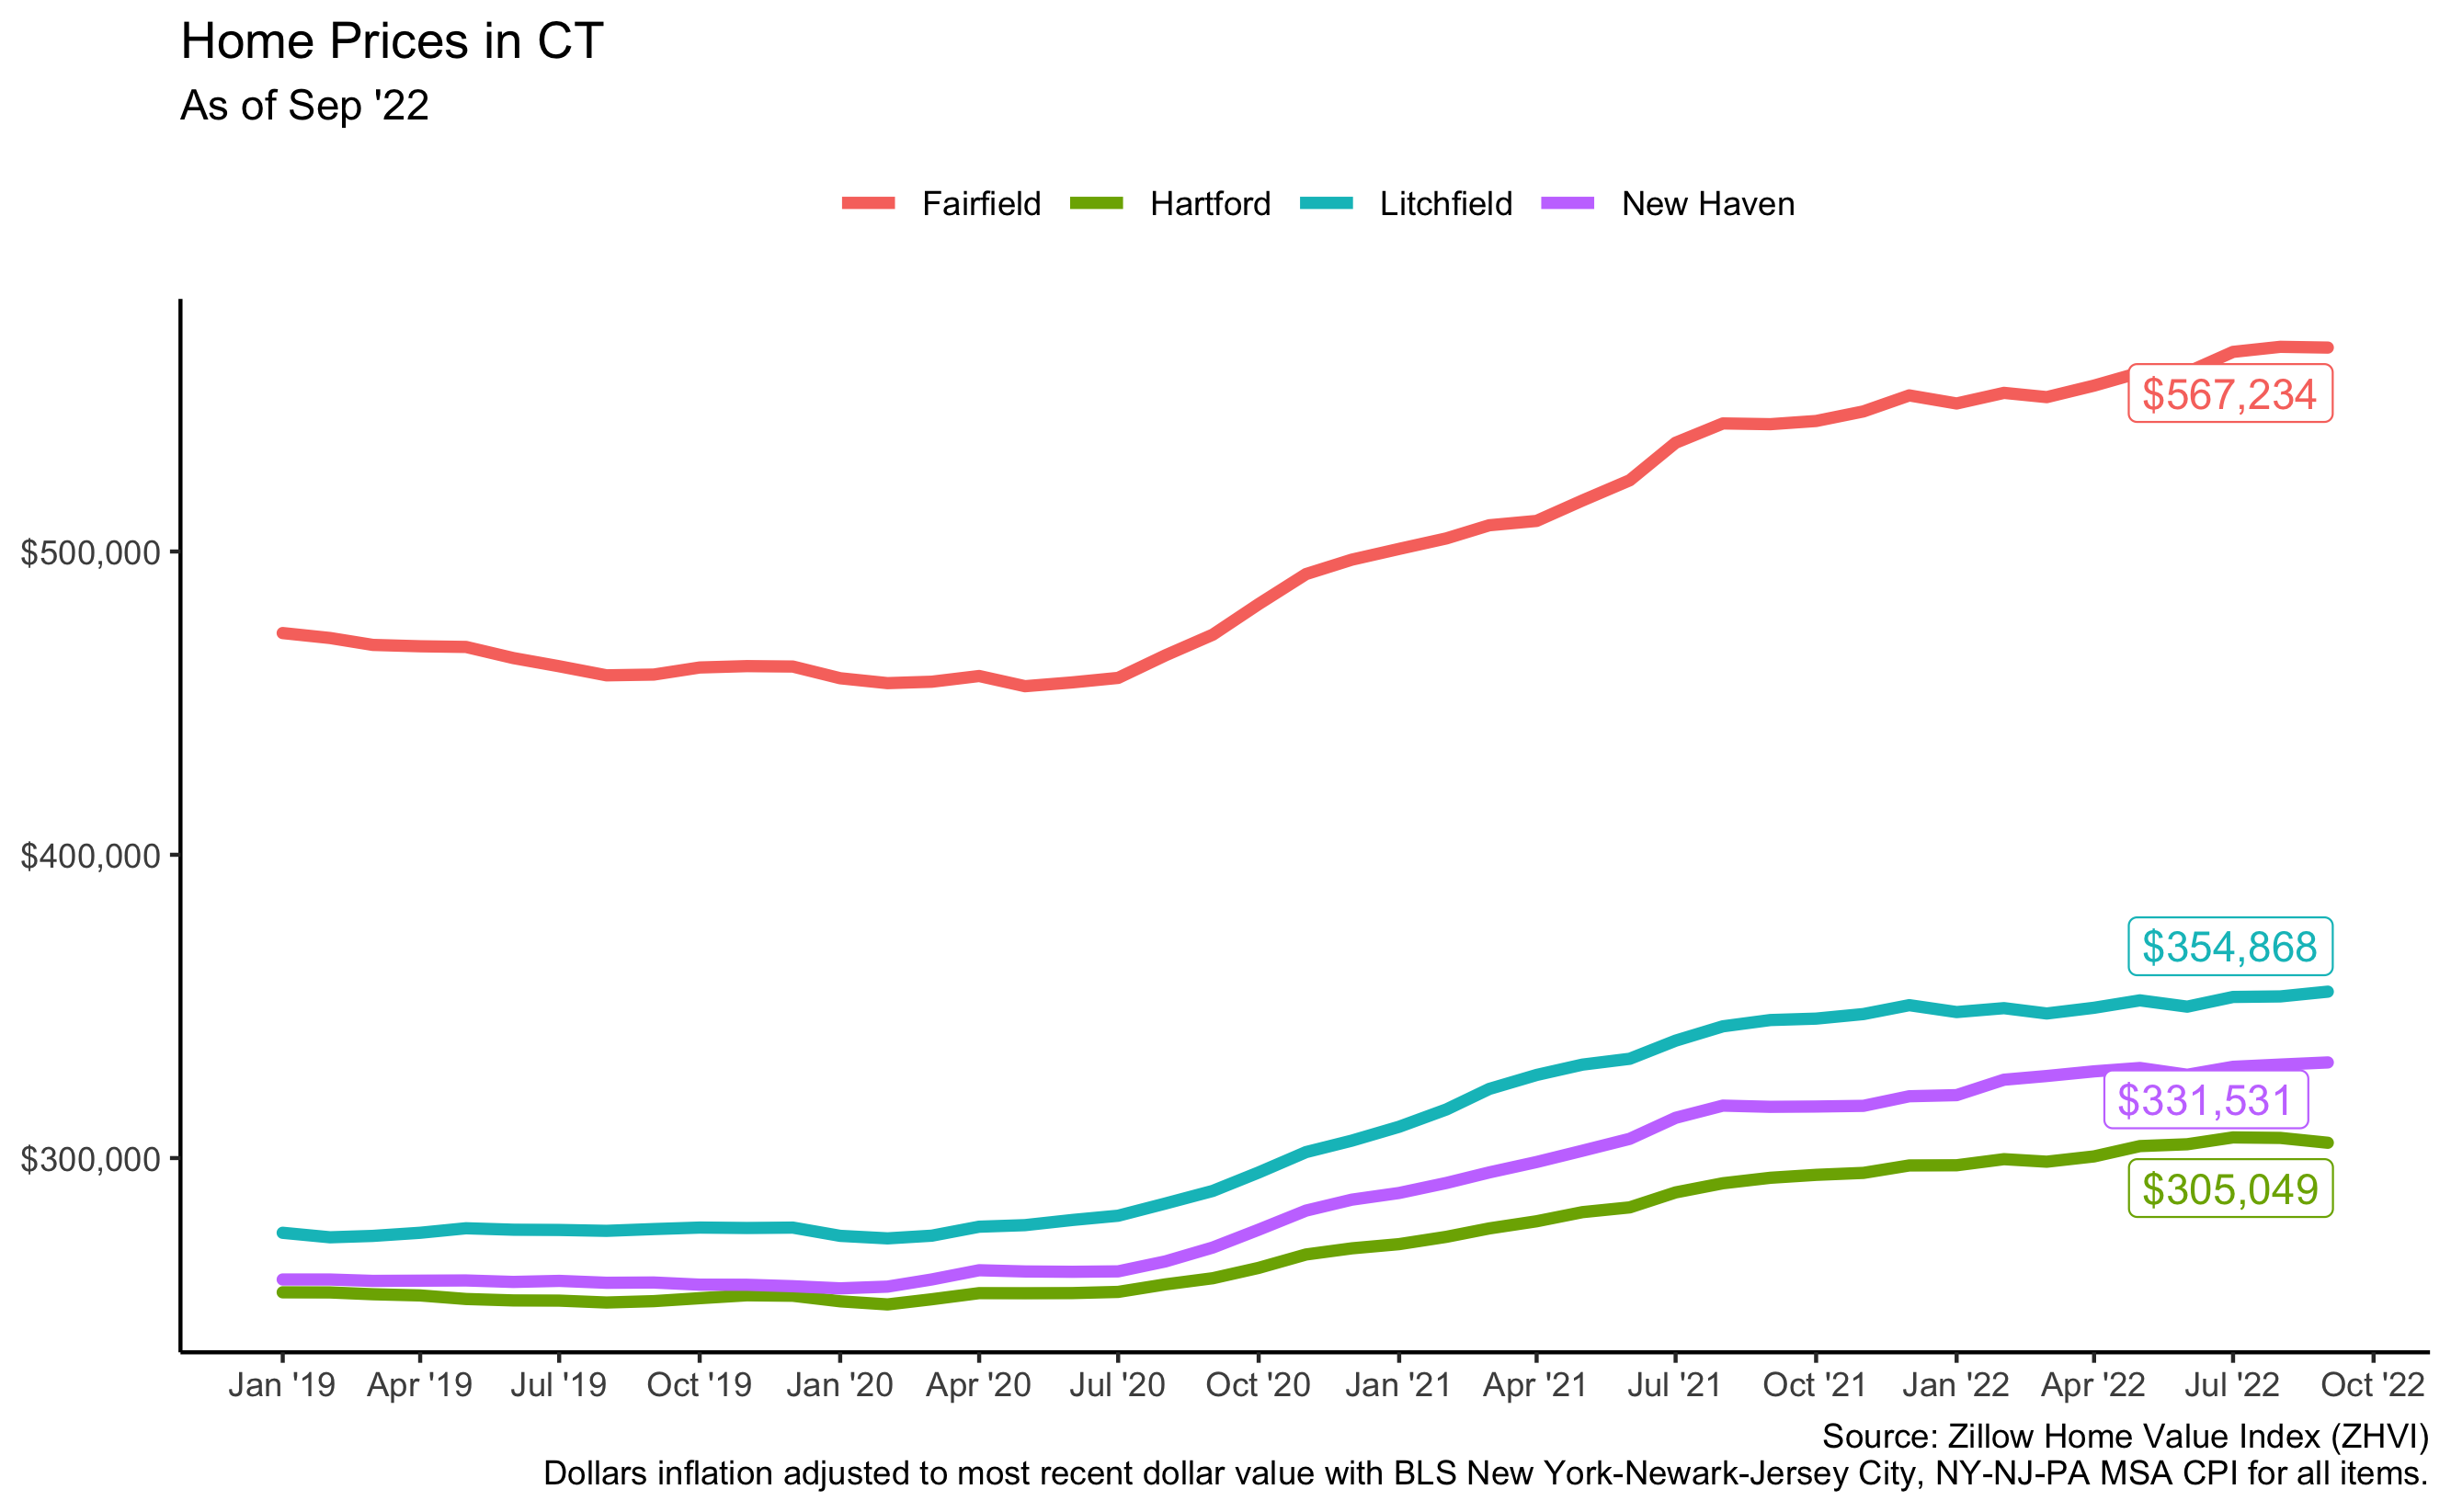 Home Prices in CT
As of Sep '22
Fairfield Hartford Litchfield New Haven
$567,234
$500,000
$400,000
$354,868
$331,531
$300,000
$305,049
Jan '19 Apr '19 Jul '19 Oct '19 Jan '20 Apr '20 Jul '20 Oct '20 Jan '21 Apr '21 Jul '21 Oct '21 Jan '22 Apr '22 Jul '22 Oct '22
Source: Zillow Home Value Index (ZHVI)
Dollars inflation adjusted to most recent dollar value with BLS New York-Newark-Jersey City, NY-NJ-PA MSA CPI for all items.